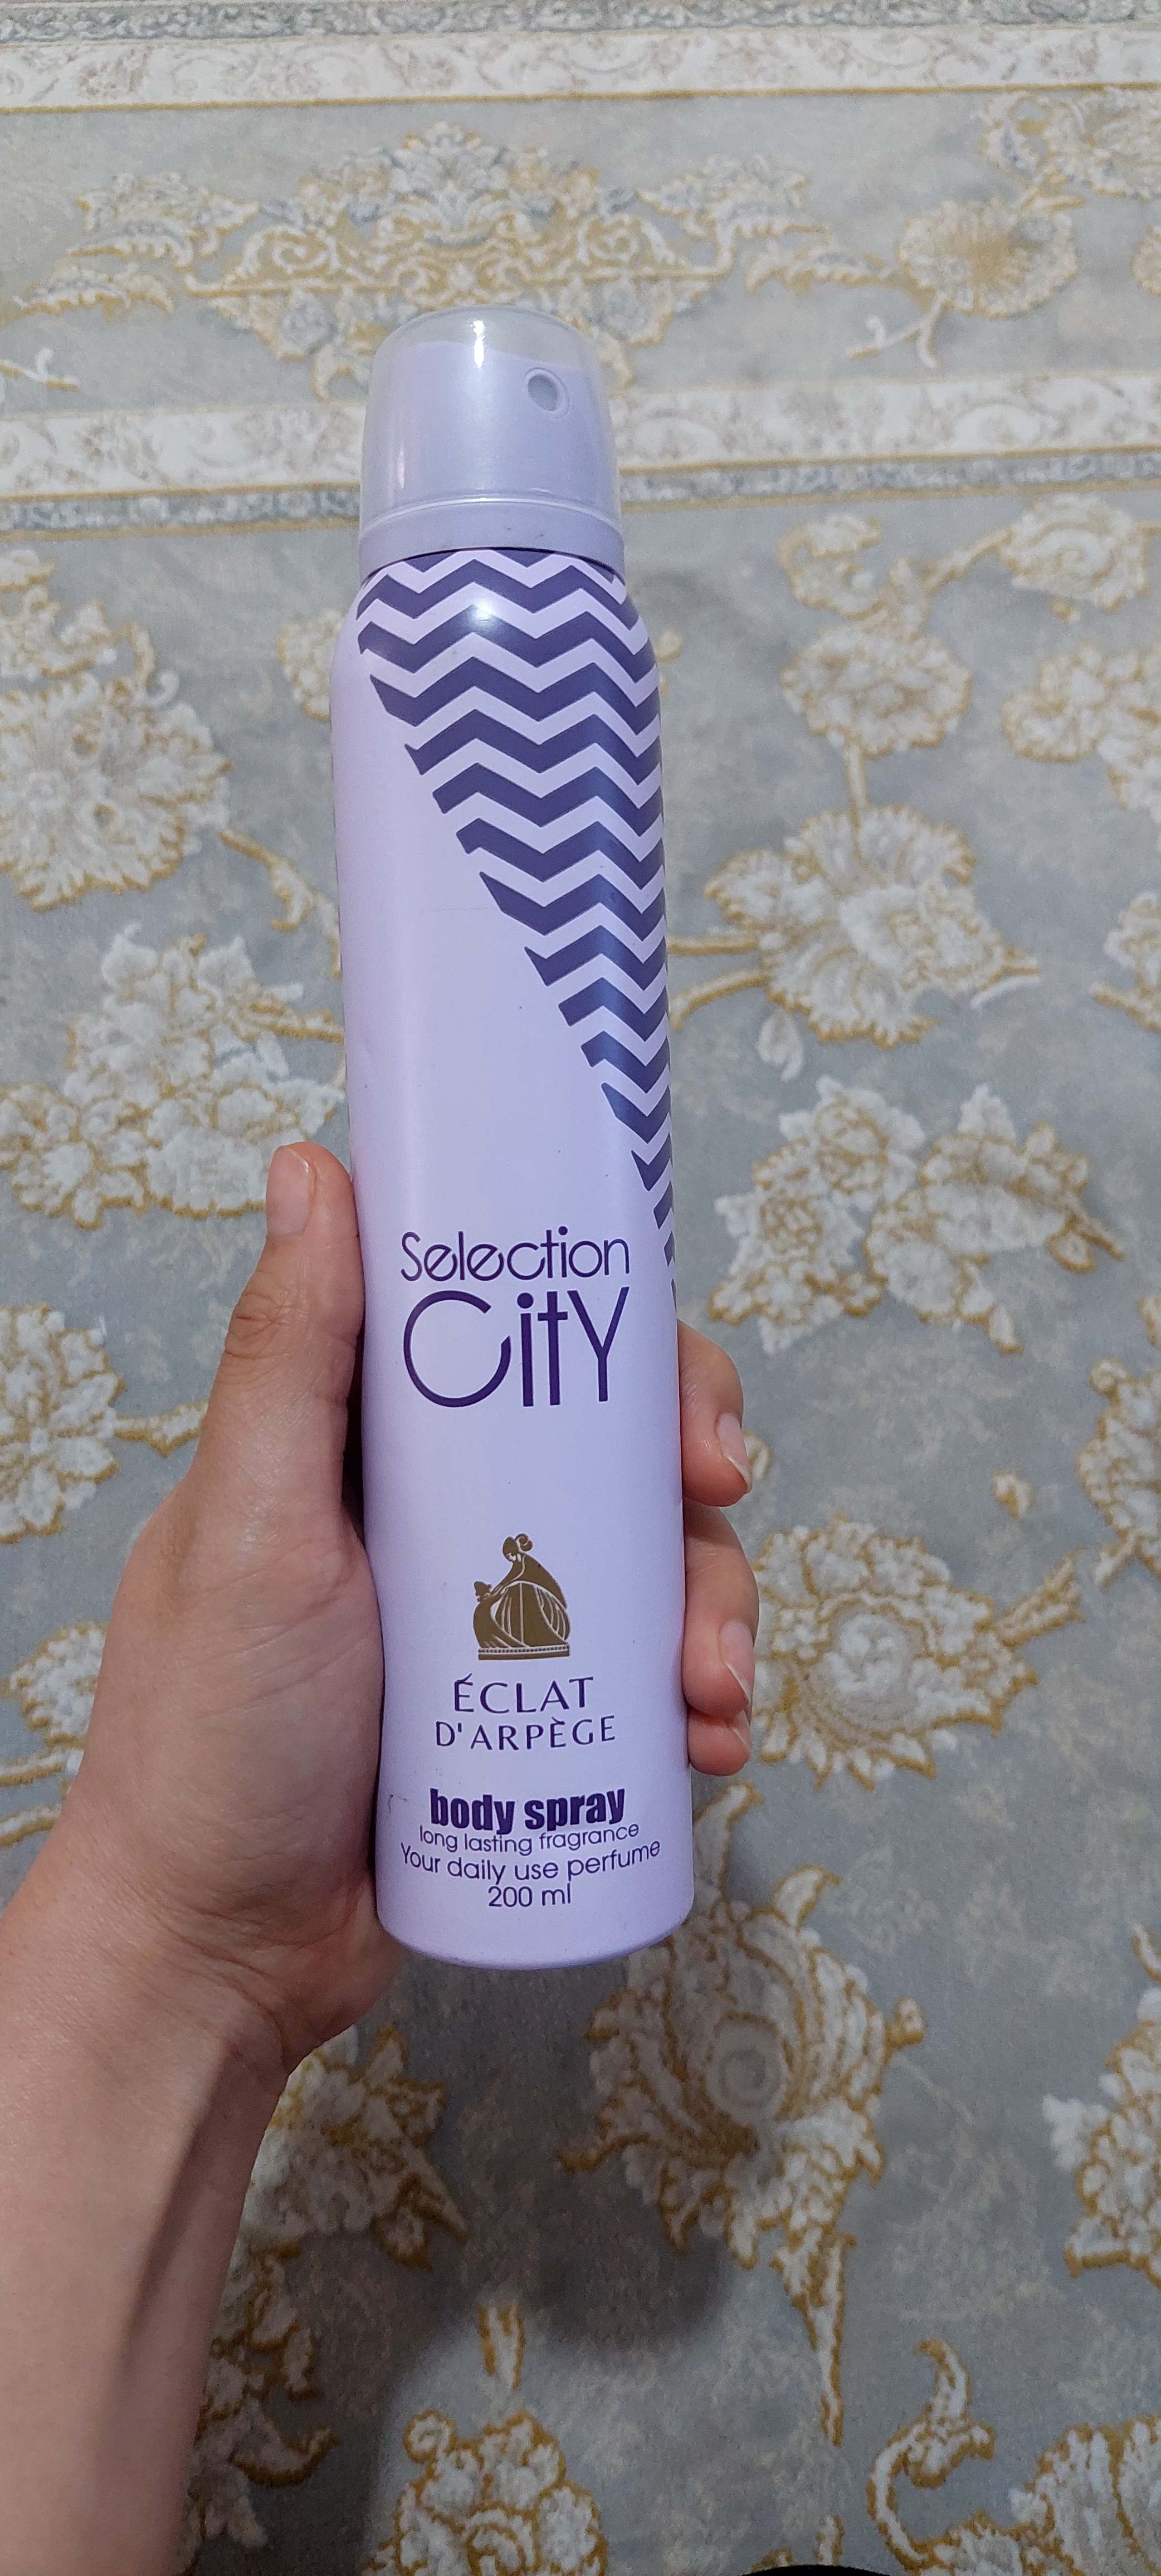 Selection
City
ÉCLAT
D'ARPÈGE
body spray
long lasting fragrance
Your daily use perfume
200 ml